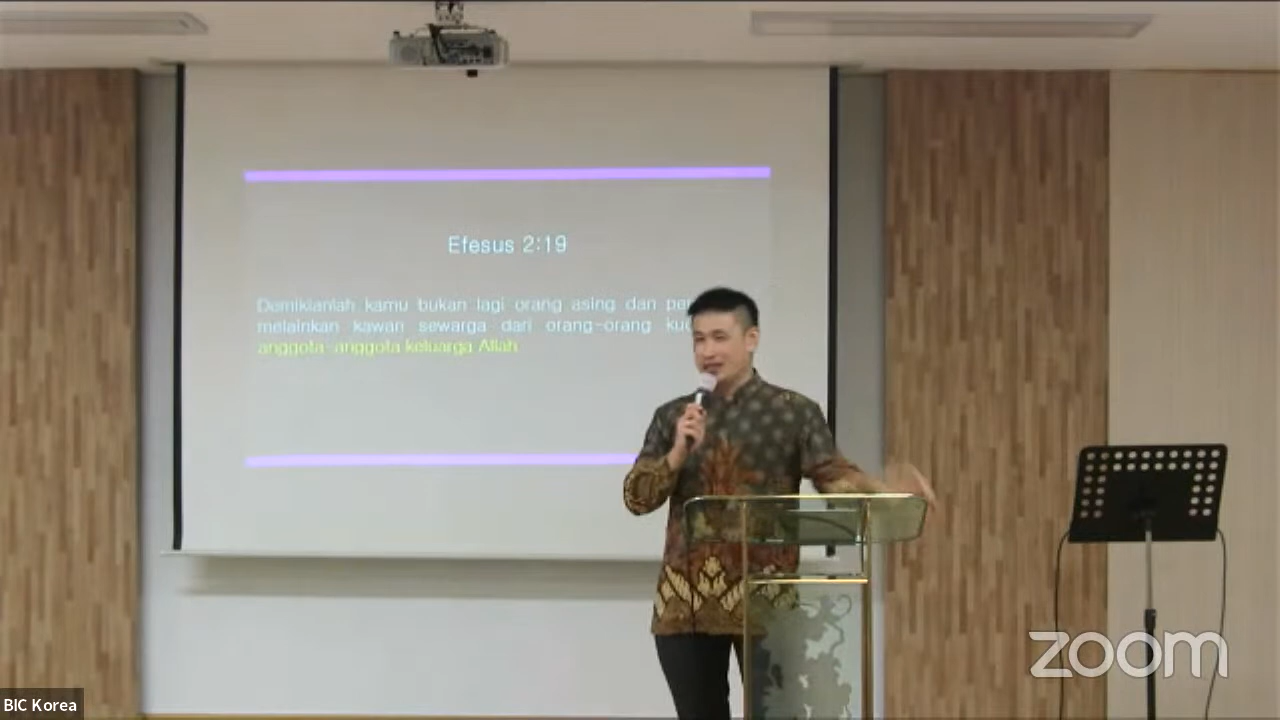 Efesus 2:19
Demikianlah kamu bukan lagi orang asing dan
melainkan kawan sewarga dari orang-orang
anggota-anggota keluarga Allah
zoom
BIC Korea